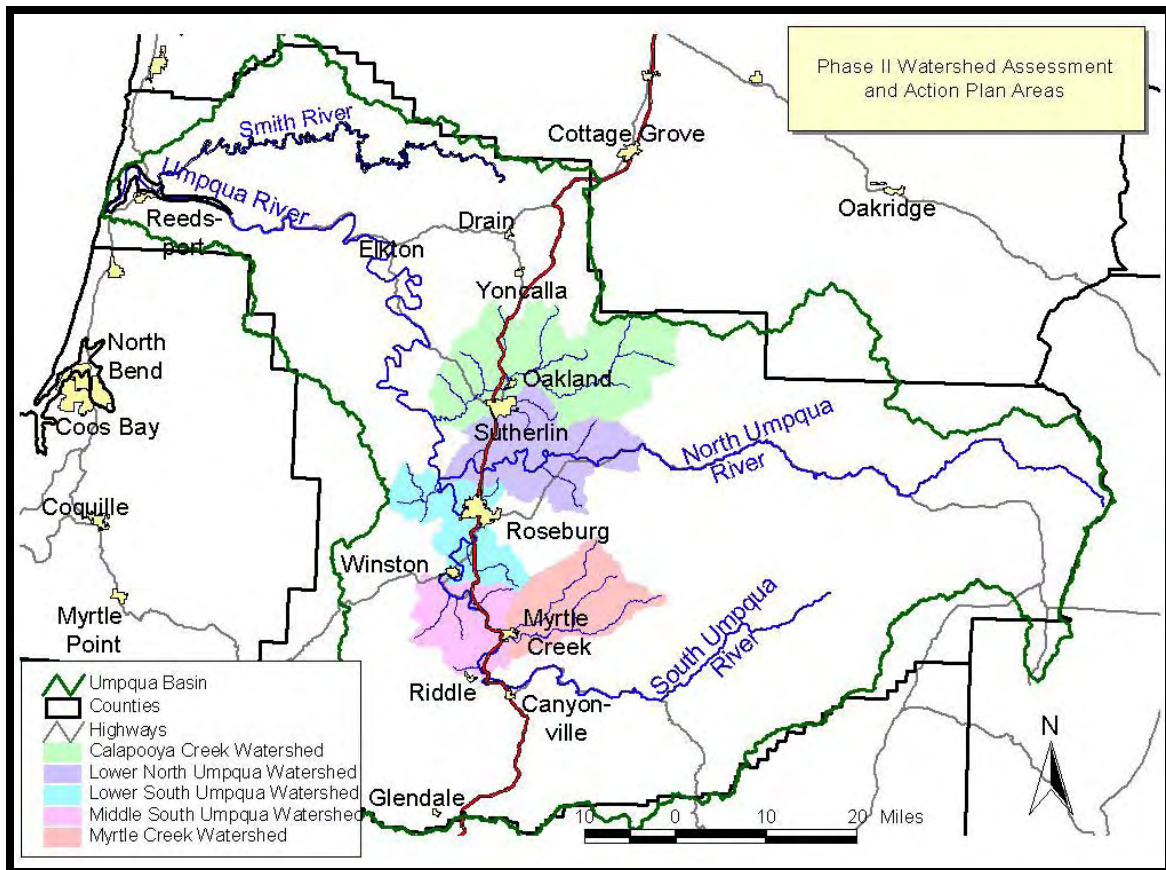 Phase II Watershed Assessment
and Action Plan Areas
Smith River
Cottage Grove
Umpqua River
Oakridge
Reeds-
port
Drain
Elkton
Yoncalla
North
Bend
Oakland
Coos Bay
Sutherlin
North Umpqua
River
Coquille
Roseburg
Winston
Myrtle
Point
Myrtle
Creek
South Umpqua
River
Riddle
Canyon-
ville
Glendale
Umpqua Basin
Counties
Highways
Calapooya Creek Watershed
Lower North Umpqua Watershed
Lower South Umpqua Watershed
Middle South Umpqua Watershed
Myrtle Creek Watershed
N
10 0 10 20 Miles